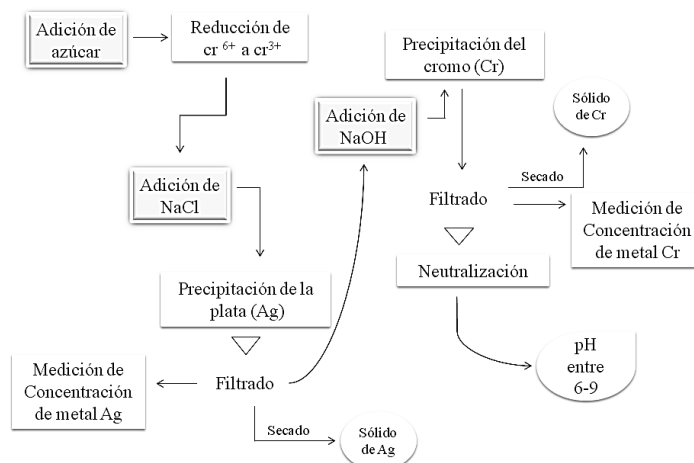 Adición de
azúcar
Reducción de
cr ⁶⁺ a cr³⁺
Adición de
NaCl
Precipitación de la
plata (Ag)
Filtrado
Medición de
Concentración
de metal Ag
Secado
Sólido
de Ag
Adición de
NaOH
Precipitación del
cromo (Cr)
Filtrado
Secado
Sólido
de Cr
Medición de
Concentración
de metal Cr
Neutralización
pH
entre
6-9